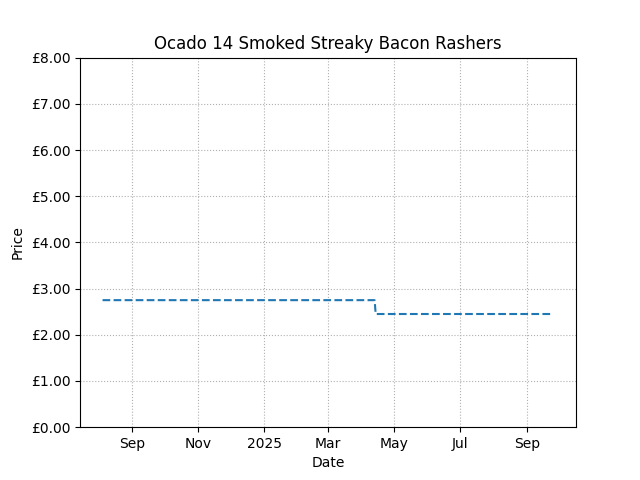 Ocado 14 Smoked Streaky Bacon Rashers
£8.00
£7.00
£6.00
£5.00
£4.00
£3.00
£2.00
£1.00
£0.00
Price
Sep Nov 2025 Mar May Jul Sep
Date